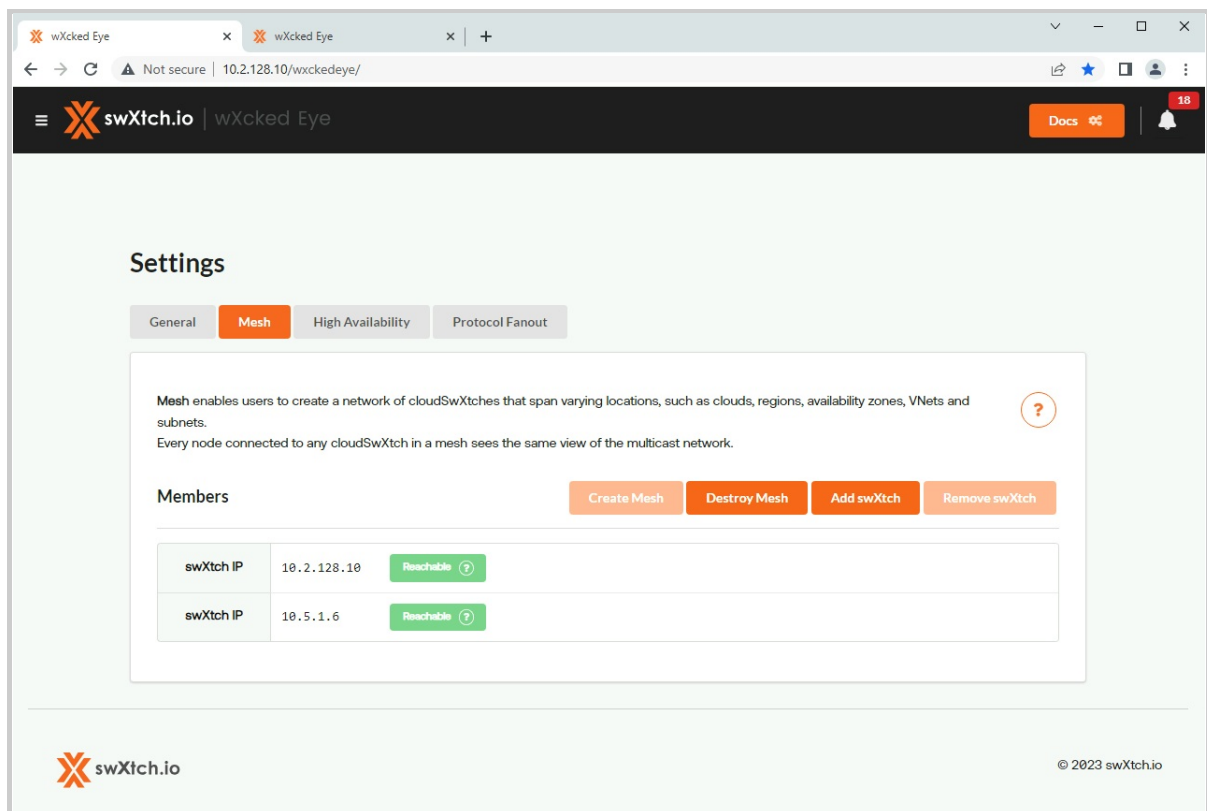 wXcked Eye
wXcked Eye
Not secure | 10.2.128.10/wxckedeye/
swXtch.io | wXcked Eye
Docs
18
Settings
General
Mesh
High Availability
Protocol Fanout
Mesh enables users to create a network of cloudSwXtches that span varying locations, such as clouds, regions, availability zones, VNets and
subnets.
Every node connected to any cloudSwXtch in a mesh sees the same view of the multicast network.
?
Members
Create Mesh
Destroy Mesh
Add swXtch
Remove swXtch
swXtch IP 10.2.128.10 Reachable ?
swXtch IP 10.5.1.6 Reachable ?
swXtch.io
© 2023 swXtch.io